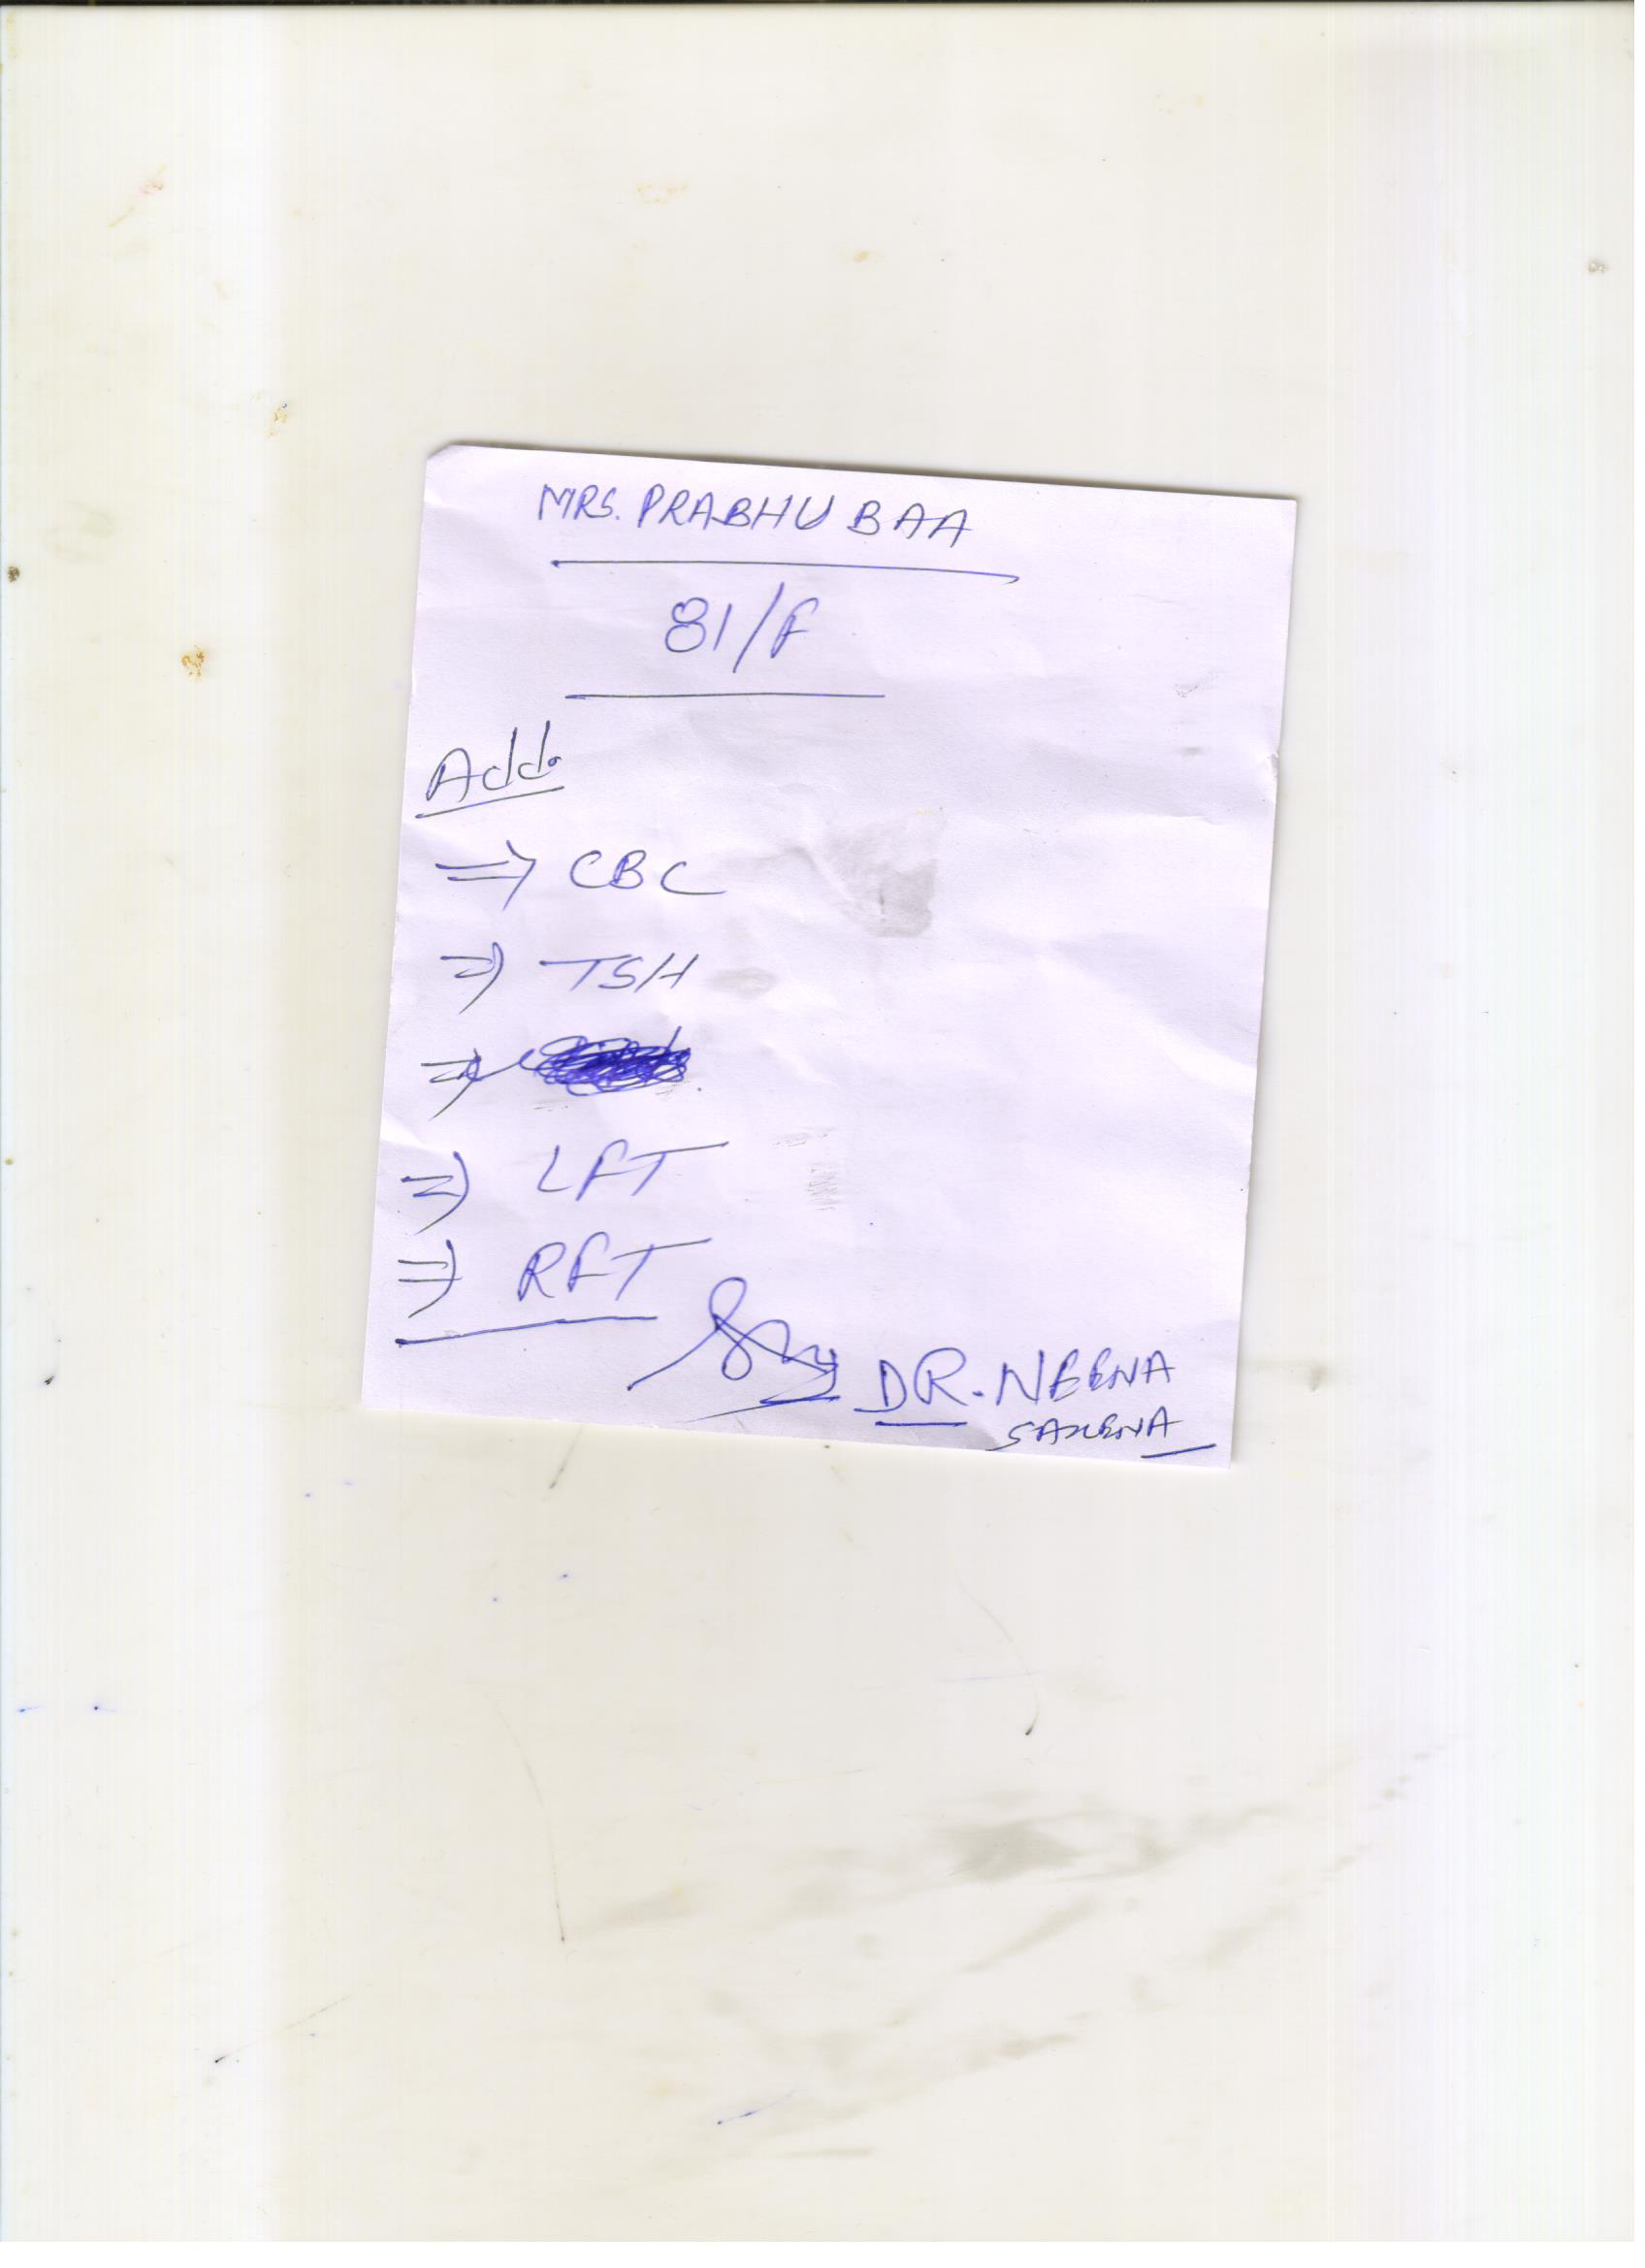 MRS. PRABHU BAA
81/F
Add.
⇒ CBC
⇒ TSH
⇒
⇒ LFT
⇒ RFT
DR. NEENA
SAXENA